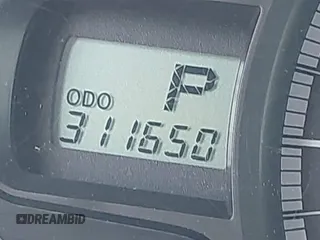 P
ODO
311650
DREAMBID